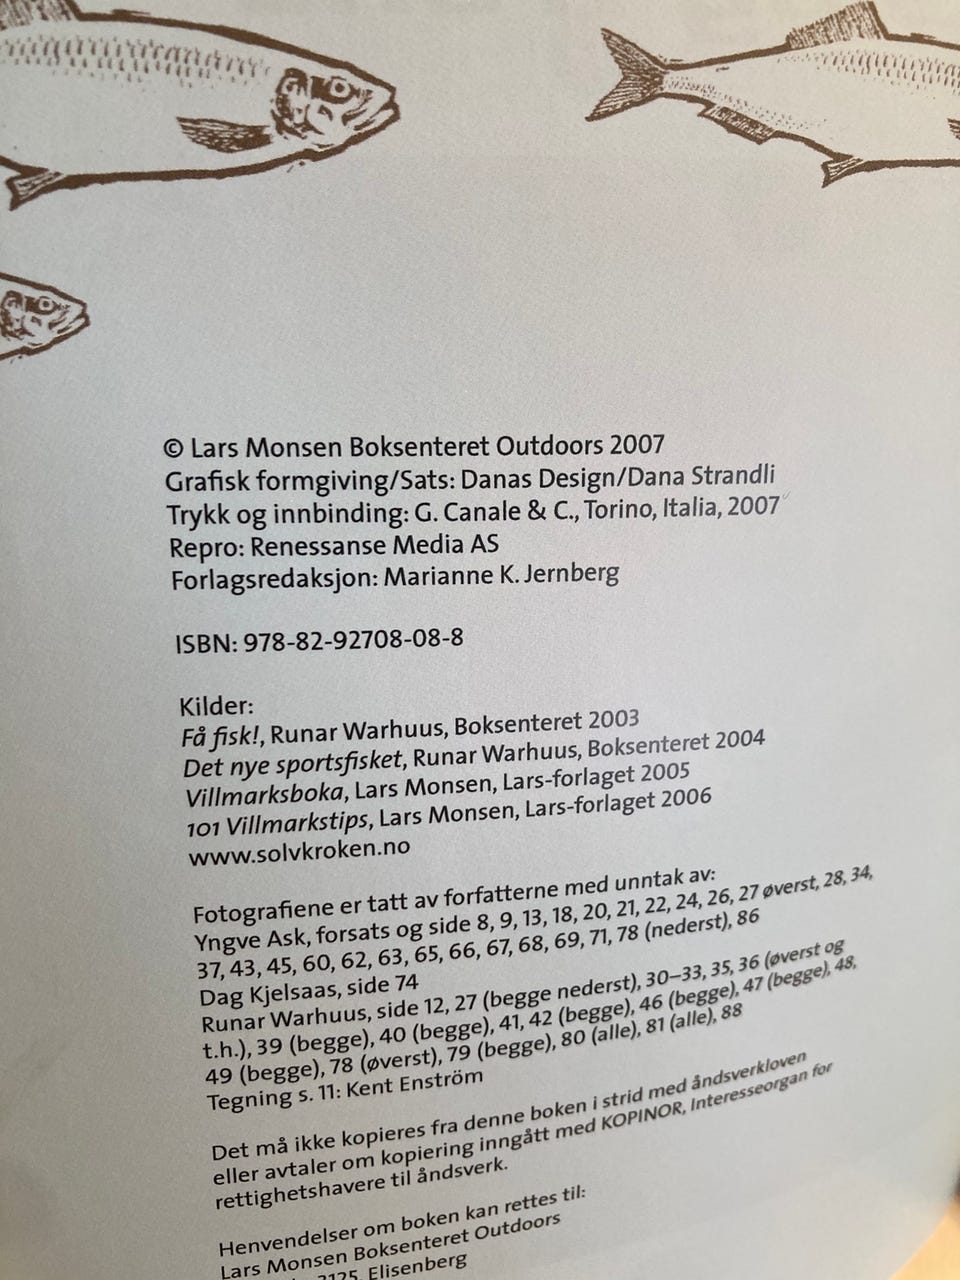 © Lars Monsen Boksenteret Outdoors 2007
Grafisk formgiving/Sats: Danas Design/Dana Strandli
Trykk og innbinding: G. Canale & C., Torino, Italia, 2007
Repro: Renessanse Media AS
Forlagsredaksjon: Marianne K. Jernberg
ISBN: 978-82-92708-08-8
Kilder:
Få fisk!, Runar Warhuus, Boksenteret 2003
Det nye sportsfisket, Runar Warhuus, Boksenteret 2004
Villmarksboka, Lars Monsen, Lars-forlaget 2005
101 Villmarkstips, Lars Monsen, Lars-forlaget 2006
www.solvkroken.no
Fotografiene er tatt av forfatterne med unntak av:
Yngve Ask, forsats og side 8, 9, 13, 18, 20, 21, 22, 24, 26, 27 øverst, 28, 34,
37, 43, 45, 60, 62, 63, 65, 66, 67, 68, 69, 71, 78 (nederst), 86
Dag Kjelsaas, side 74
Runar Warhuus, side 12, 27 (begge nederst), 30–33, 35, 36 (øverst og
t.h.), 39 (begge), 40 (begge), 41, 42 (begge), 46 (begge), 47 (begge), 48,
49 (begge), 78 (øverst), 79 (begge), 80 (alle), 81 (alle), 88
Tegning s. 11: Kent Enström
Det må ikke kopieres fra denne boken i strid med åndsverkloven
eller avtaler om kopiering inngått med KOPINOR, Interesseorgan for
rettighetshavere til åndsverk.
Henvendelser om boken kan rettes til:
Lars Monsen Boksenteret Outdoors
2125, Elisenberg